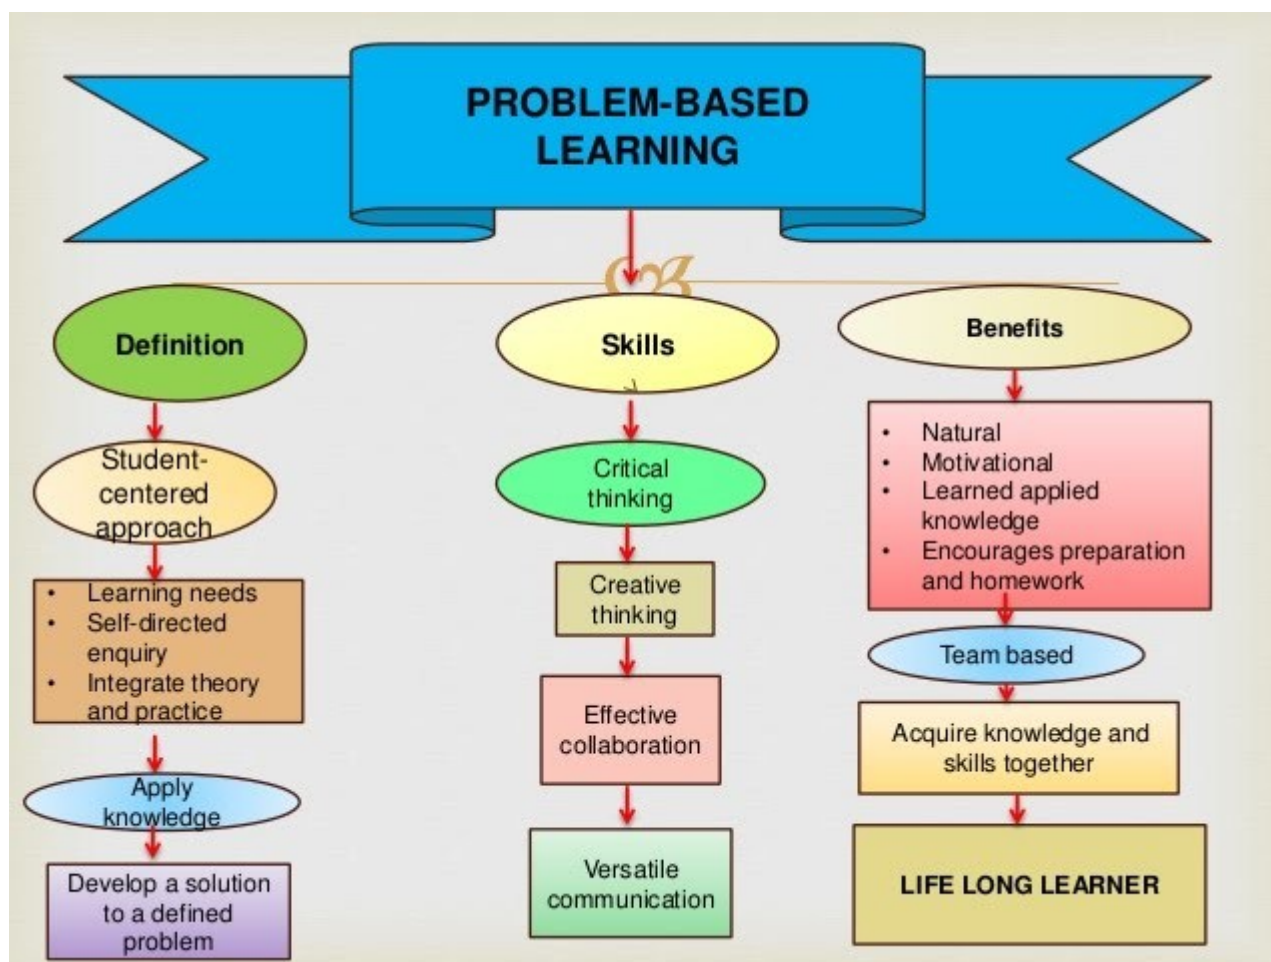 PROBLEM-BASED
LEARNING
Definition
Student-
centered
approach
• Learning needs
• Self-directed
enquiry
• Integrate theory
and practice
Apply
knowledge
Develop a solution
to a defined
problem
Skills
Critical
thinking
Creative
thinking
Effective
collaboration
Versatile
communication
Benefits
• Natural
• Motivational
• Learned applied
knowledge
• Encourages preparation
and homework
Team based
Acquire knowledge and
skills together
LIFE LONG LEARNER